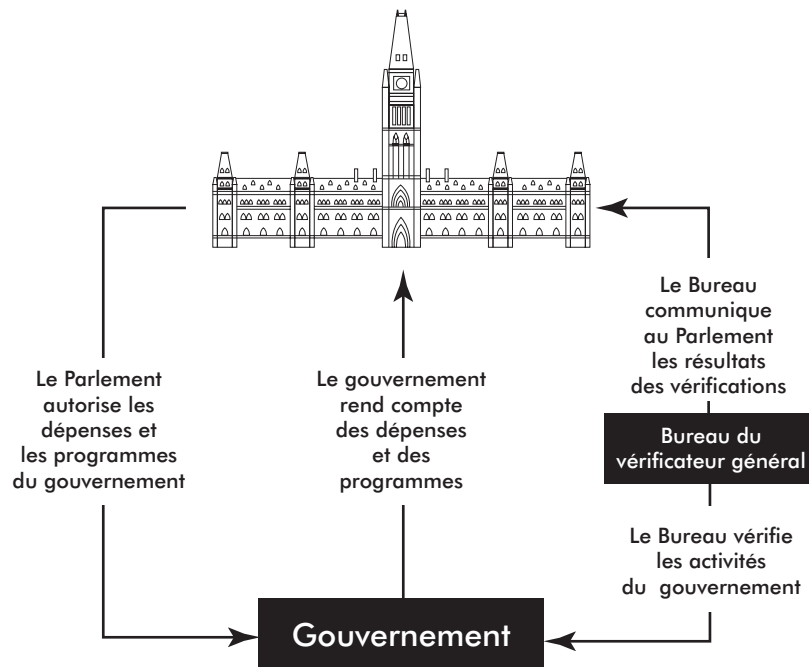 Le Parlement
autorise les
dépenses et
les programmes
du gouvernement
Le gouvernement
rend compte
des dépenses
et des
programmes
Le Bureau
communique
au Parlement
les résultats
des vérifications
Bureau du
vérificateur général
Le Bureau vérifie
les activités
du gouvernement
Gouvernement